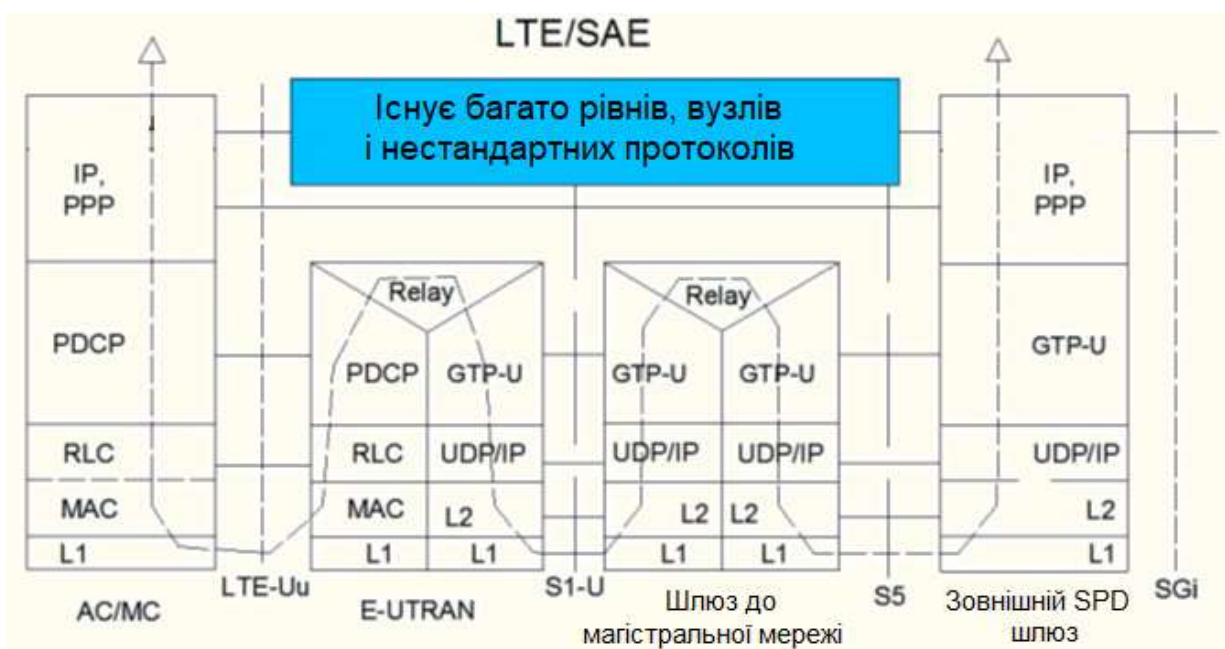 LTE/SAE
Існує багато рівнів, вузлів
і нестандартних протоколів
IP,
PPP
IP,
PPP
Relay
Relay
PDCP
PDCP
GTP-U
GTP-U
GTP-U
GTP-U
RLC
RLC
UDP/IP
UDP/IP
UDP/IP
UDP/IP
MAC
MAC
L2
L2
L2
L2
L1
L1
L1
L1
L1
L1
LTE-Uu
S1-U
S5
SGi
AC/MC
E-UTRAN
Шлюз до
магістральної мережі
Зовнішній SPD
шлюз